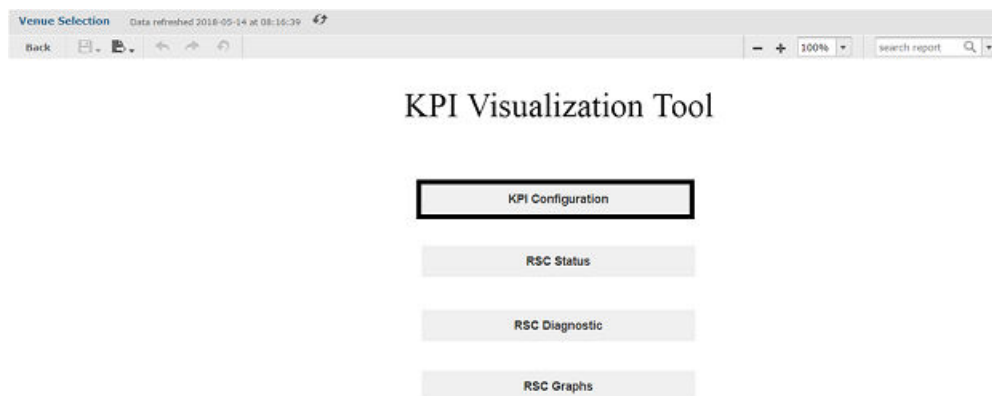 Venue Selection Data refreshed 2018-05-14 at 08:16:39
Back 100% search report
KPI Visualization Tool
KPI Configuration
RSC Status
RSC Diagnostic
RSC Graphs